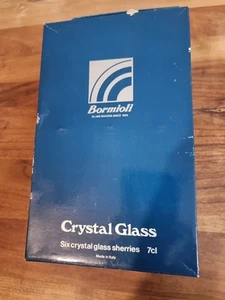 Bormioli
Crystal Glass
Six crystal glass sherries 7cl
Made in Italy